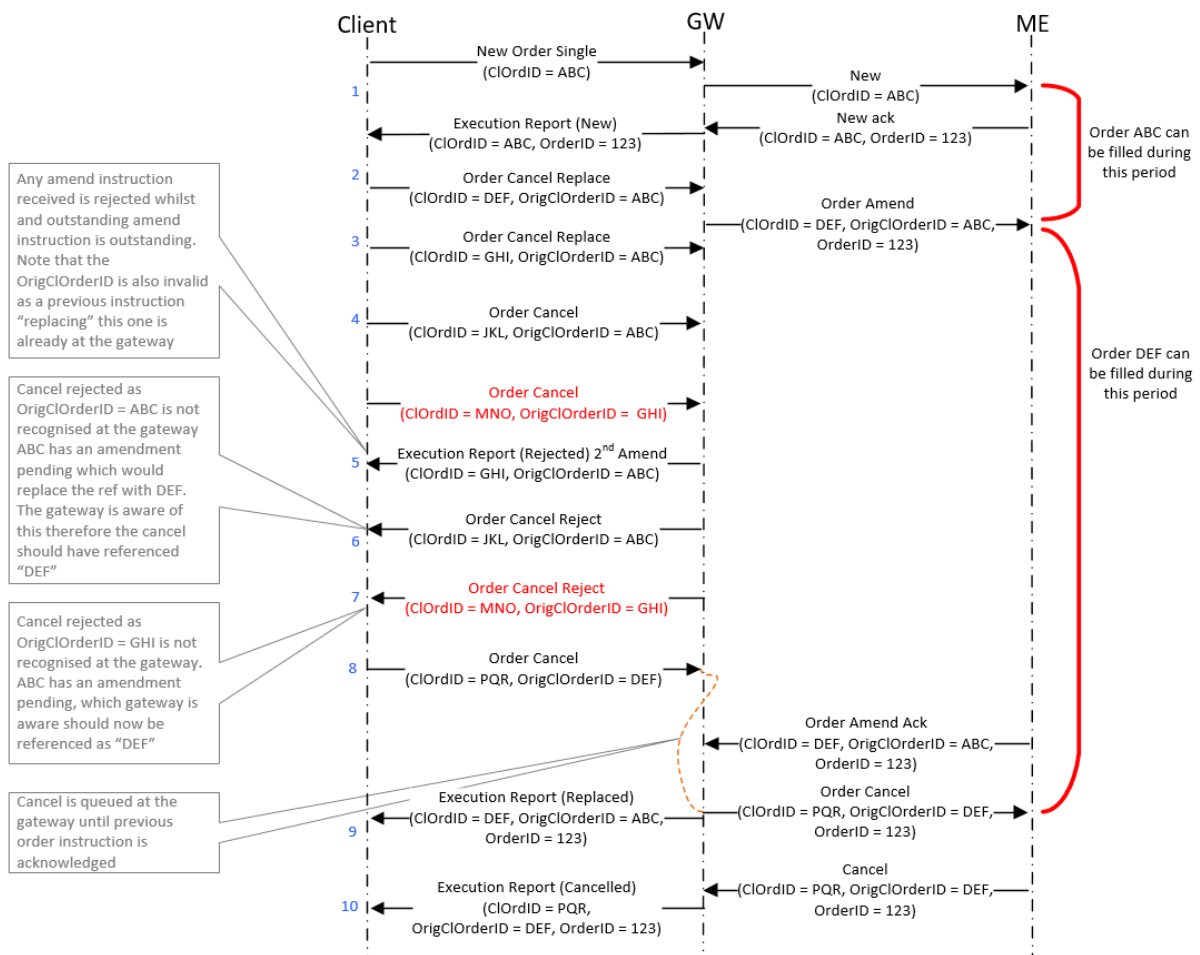 Client
GW
ME
New Order Single
(ClOrdID = ABC)
1
New
(ClOrdID = ABC)
New ack
(ClOrdID = ABC, OrderID = 123)
Execution Report (New)
(ClOrdID = ABC, OrderID = 123)
Order ABC can
be filled during
this period
2
Order Cancel Replace
(ClOrdID = DEF, OrigClOrderID = ABC)
Order Amend
(ClOrdID = DEF, OrigClOrderID = ABC,
OrderID = 123)
3
Order Cancel Replace
(ClOrdID = GHI, OrigClOrderID = ABC)
Any amend instruction
received is rejected whilst
and outstanding amend
instruction is outstanding.
Note that the
OrigClOrderID is also invalid
as a previous instruction
“replacing” this one is
already at the gateway
4
Order Cancel
(ClOrdID = JKL, OrigClOrderID = ABC)
Order DEF can
be filled during
this period
Order Cancel
(ClOrdID = MNO, OrigClOrderID =  GHI)
Cancel rejected as
OrigClOrderID = ABC is not
recognised at the gateway
ABC has an amendment
pending which would
replace the ref with DEF.
The gateway is aware of
this therefore the cancel
should have referenced
“DEF”
5
Execution Report (Rejected) 2nd Amend
(ClOrdID = GHI, OrigClOrderID = ABC)
6
Order Cancel Reject
(ClOrdID = JKL, OrigClOrderID = ABC)
7
Order Cancel Reject
(ClOrdID = MNO, OrigClOrderID = GHI)
Cancel rejected as
OrigClOrderID = GHI is not
recognised at the gateway.
ABC has an amendment
pending, which gateway is
aware should now be
referenced as “DEF”
8
Order Cancel
(ClOrdID = PQR, OrigClOrderID = DEF)
Order Amend Ack
(ClOrdID = DEF, OrigClOrderID = ABC,
OrderID = 123)
Cancel is queued at the
gateway until previous
order instruction is
acknowledged
9
Execution Report (Replaced)
(ClOrdID = DEF, OrigClOrderID = ABC,
OrderID = 123)
Order Cancel
(ClOrdID = PQR, OrigClOrderID = DEF,
OrderID = 123)
Cancel
(ClOrdID = PQR, OrigClOrderID = DEF,
OrderID = 123)
10
Execution Report (Cancelled)
(ClOrdID = PQR,
OrigClOrderID = DEF, OrderID = 123)